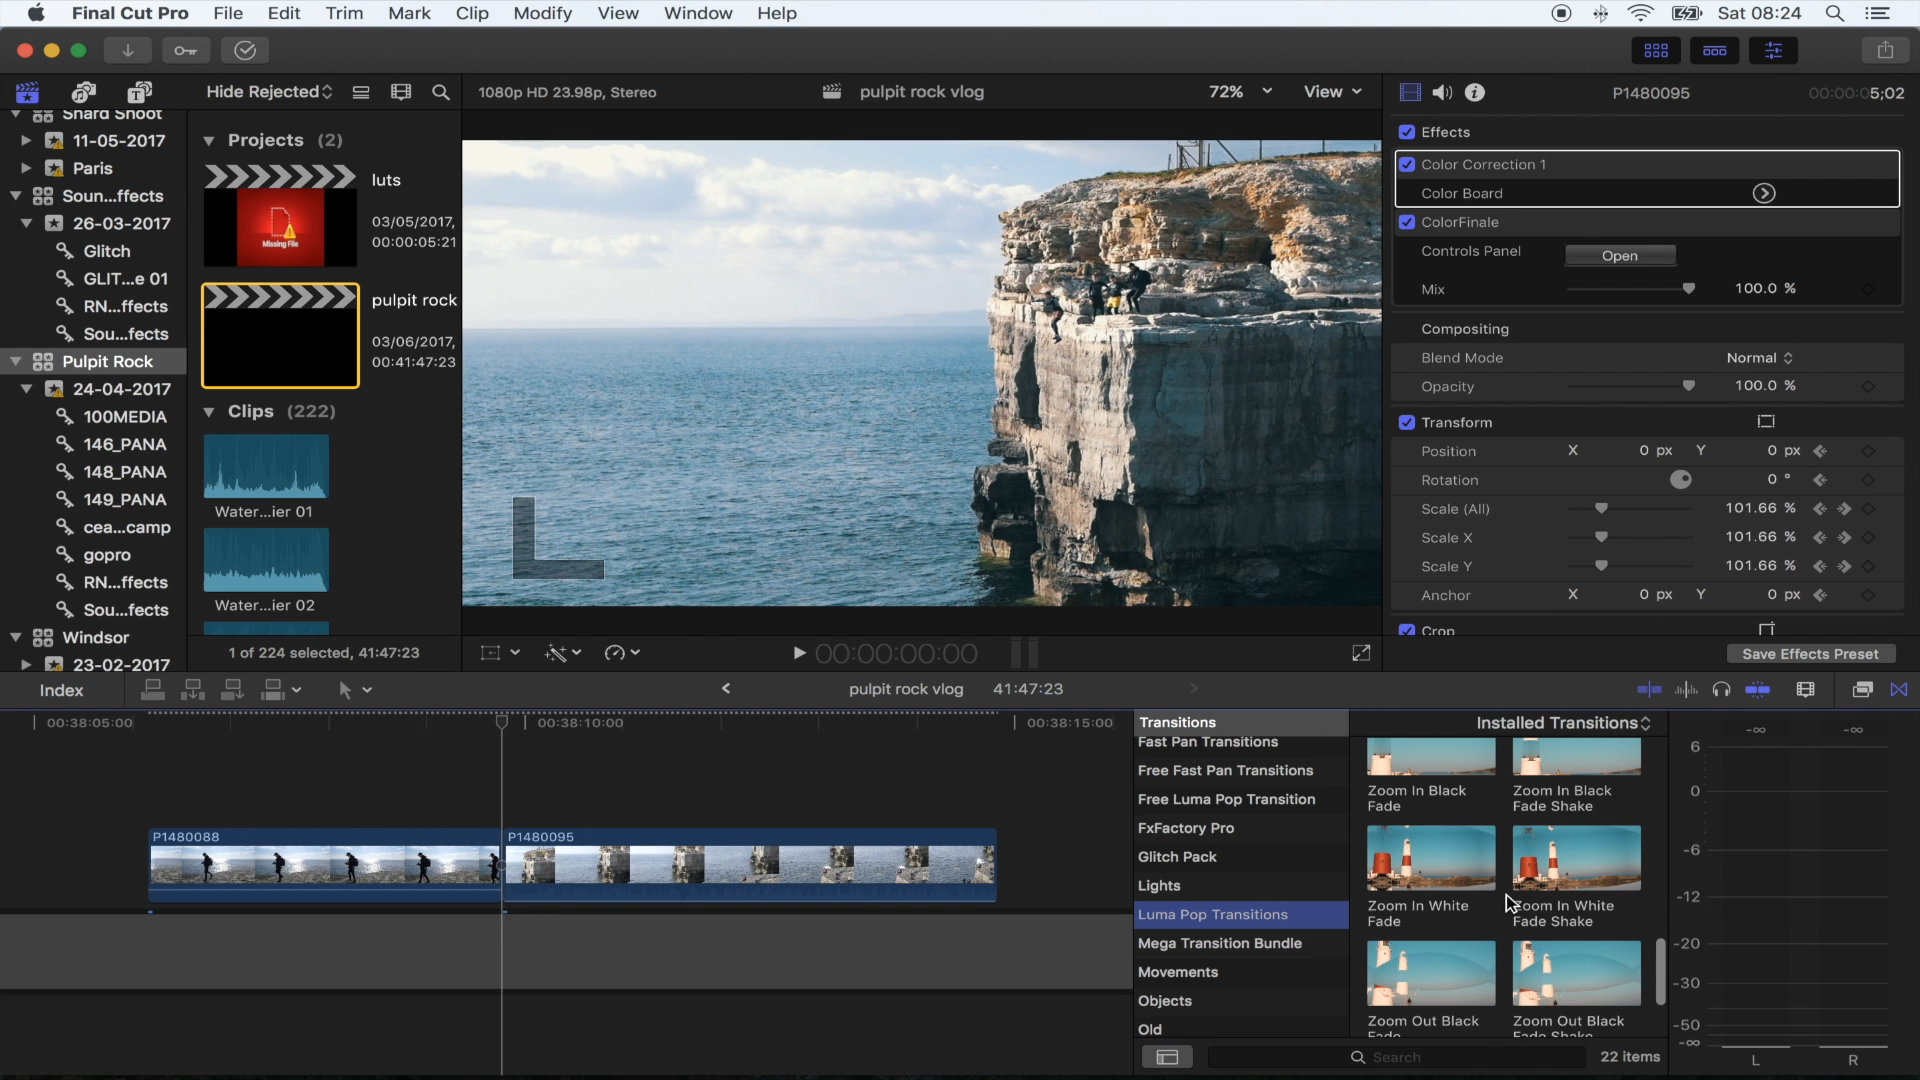 Final Cut Pro File Edit Trim Mark Clip Modify View Window Help Sat 08:24
Hide Rejected 1080p HD 23.98p, Stereo pulpit rock vlog 72% View P1480095 00:00:05;02
Shard Shoot
11-05-2017
Paris
Soun...ffects
26-03-2017
Glitch
GLIT...e 01
RN...ffects
Sou...fects
Pulpit Rock
24-04-2017
100MEDIA
146_PANA
148_PANA
149_PANA
cea...camp
gopro
RN...ffects
Sou...fects
Windsor
23-02-2017
Projects (2)
luts
03/05/2017,
00:00:05:21
Missing File
pulpit rock
03/06/2017,
00:41:47:23
Clips (222)
Water...ier 01
Water...ier 02
1 of 224 selected, 41:47:23
L
00:00:00:00
Effects
Color Correction 1
Color Board
ColorFinale
Controls Panel Open
Mix 100.0 %
Compositing
Blend Mode Normal
Opacity 100.0 %
Transform
Position X 0 px Y 0 px
Rotation 0 °
Scale (All) 101.66 %
Scale X 101.66 %
Scale Y 101.66 %
Anchor X 0 px Y 0 px
Crop
Save Effects Preset
Index pulpit rock vlog 41:47:23
00:38:05:00 00:38:10:00 00:38:15:00
P1480088 P1480095
Transitions
Fast Pan Transitions
Free Fast Pan Transitions
Free Luma Pop Transition
FxFactory Pro
Glitch Pack
Lights
Luma Pop Transitions
Mega Transition Bundle
Movements
Objects
Old
Installed Transitions
Zoom In Black
Fade
Zoom In Black
Fade Shake
Zoom In White
Fade
Zoom In White
Fade Shake
Zoom Out Black
Fade
Zoom Out Black
Fade Shake
Search 22 items
-∞ -∞
6
0
-6
-12
-20
-30
-50
-∞
L R